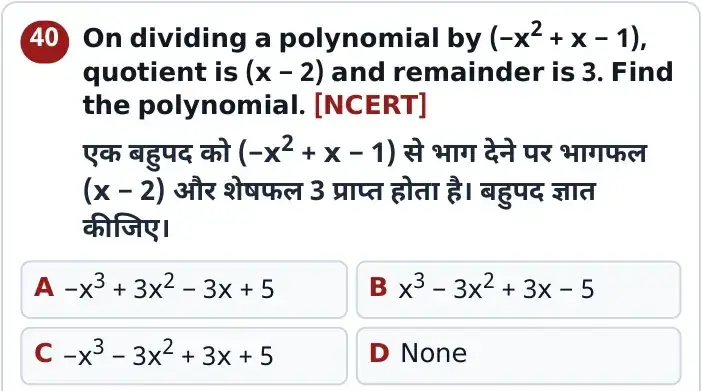 40 On dividing a polynomial by (−x² + x − 1),
quotient is (x − 2) and remainder is 3. Find
the polynomial. [NCERT]
एक बहुपद को (−x² + x − 1) से भाग देने पर भागफल
(x − 2) और शेषफल 3 प्राप्त होता है। बहुपद ज्ञात
कीजिए।
A −x³ + 3x² − 3x + 5
B x³ − 3x² + 3x − 5
C −x³ − 3x² + 3x + 5
D None